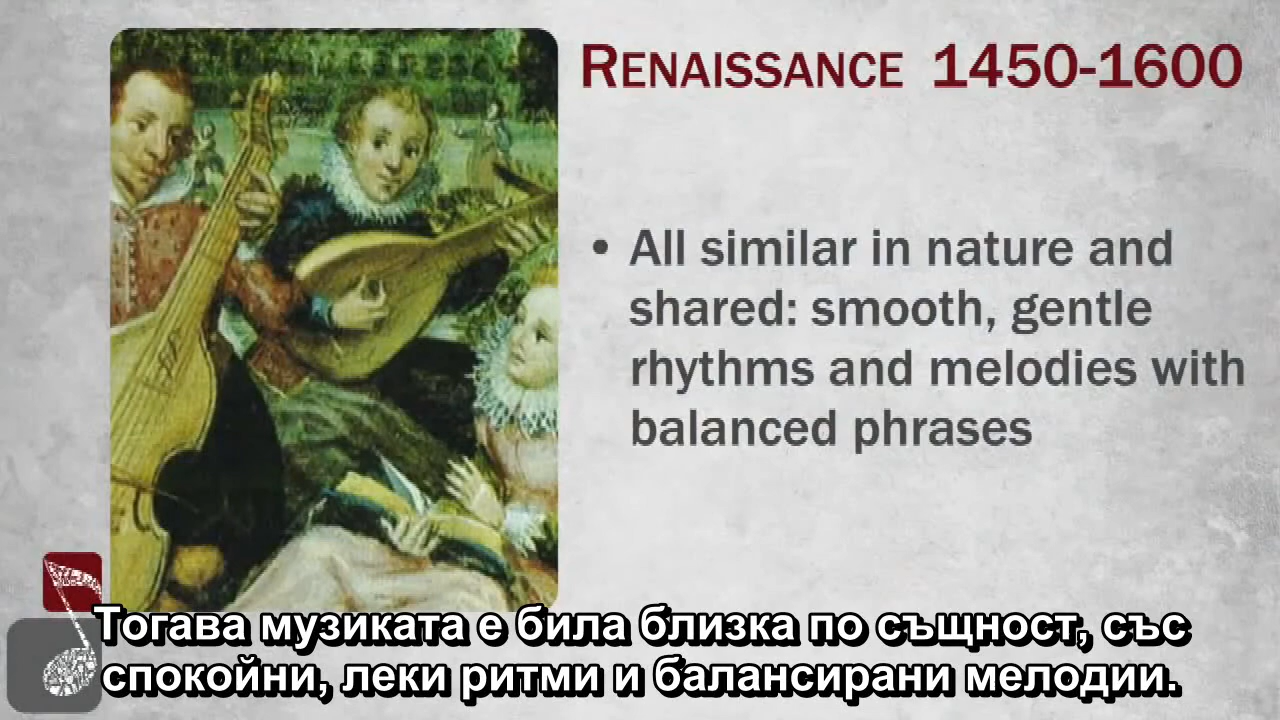 RENAISSANCE 1450-1600
• All similar in nature and
shared: smooth, gentle
rhythms and melodies with
balanced phrases
Тогава музиката е била близка по същност, със
спокойни, леки ритми и балансирани мелодии.